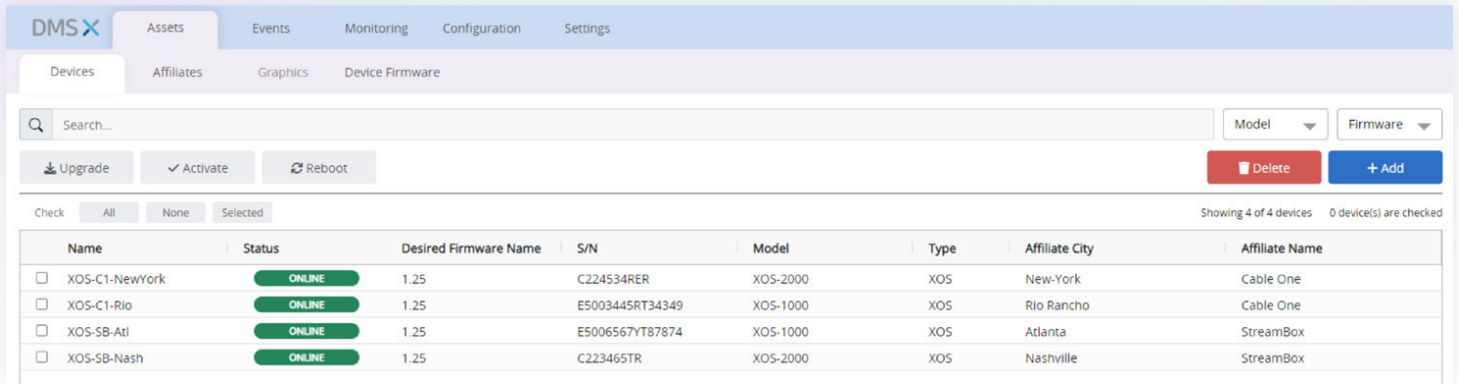 DMS X Assets Events Monitoring Configuration Settings
Devices Affiliates Graphics Device Firmware
Search... Model Firmware
Upgrade Activate Reboot Delete + Add
Check All None Selected Showing 4 of 4 devices 0 device(s) are checked
Name Status Desired Firmware Name S/N Model Type Affiliate City Affiliate Name
XOS-C1-NewYork ONLINE 1.25 C224534RER XOS-2000 XOS New-York Cable One
XOS-C1-Rio ONLINE 1.25 E5003445RT34349 XOS-1000 XOS Rio Rancho Cable One
XOS-SB-Atl ONLINE 1.25 E5006567YT87874 XOS-1000 XOS Atlanta StreamBox
XOS-SB-Nash ONLINE 1.25 C223465TR XOS-2000 XOS Nashville StreamBox